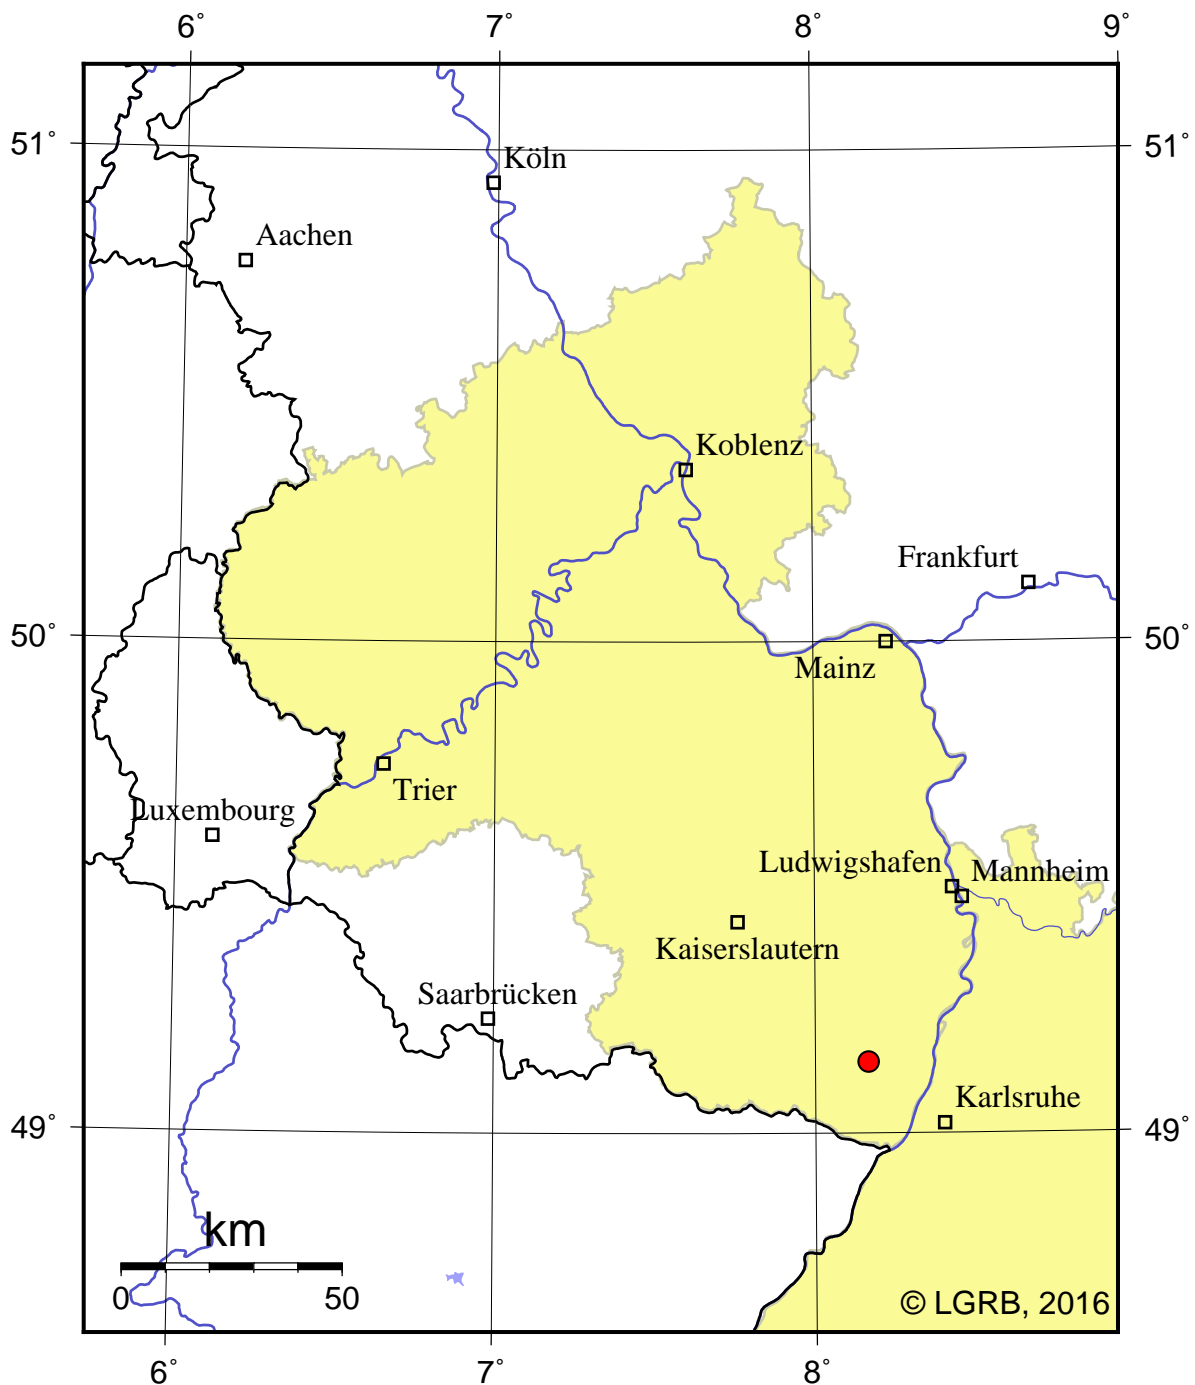 6° 7° 8° 9°
51° 51°
Köln
Aachen
Koblenz
Frankfurt
50° 50°
Mainz
Trier
Luxembourg
Ludwigshafen
Mannheim
Kaiserslautern
Saarbrücken
Karlsruhe
49° 49°
km
0 50
© LGRB, 2016
6° 7° 8°